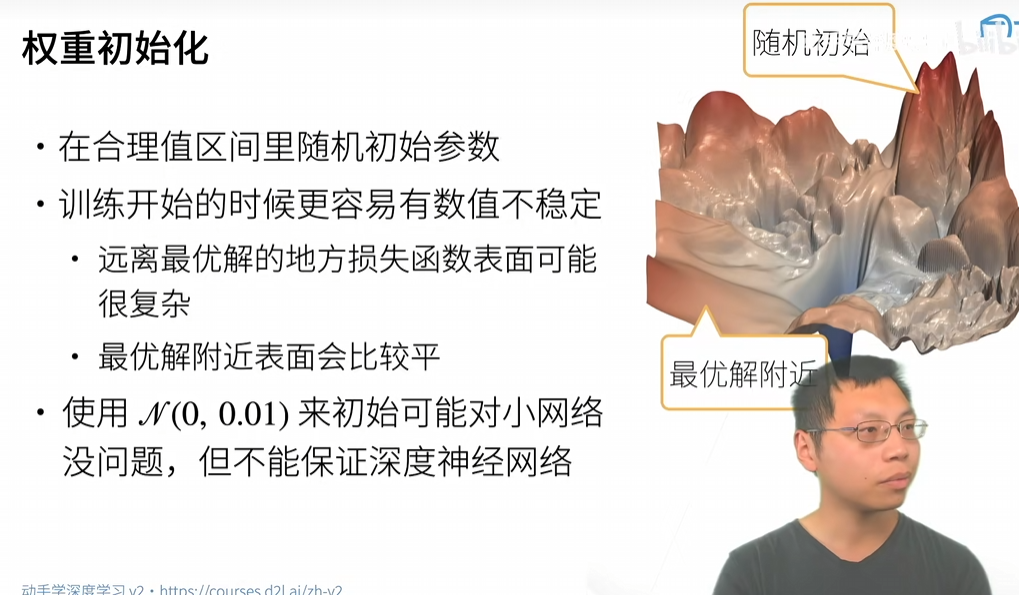 权重初始化
随机初始
• 在合理值区间里随机初始参数
• 训练开始的时候更容易有数值不稳定
• 远离最优解的地方损失函数表面可能
很复杂
• 最优解附近表面会比较平
最优解附近
• 使用 𝒩(0, 0.01) 来初始可能对小网络
没问题，但不能保证深度神经网络
动手学深度学习 v2 · https://courses.d2l.ai/zh-v2